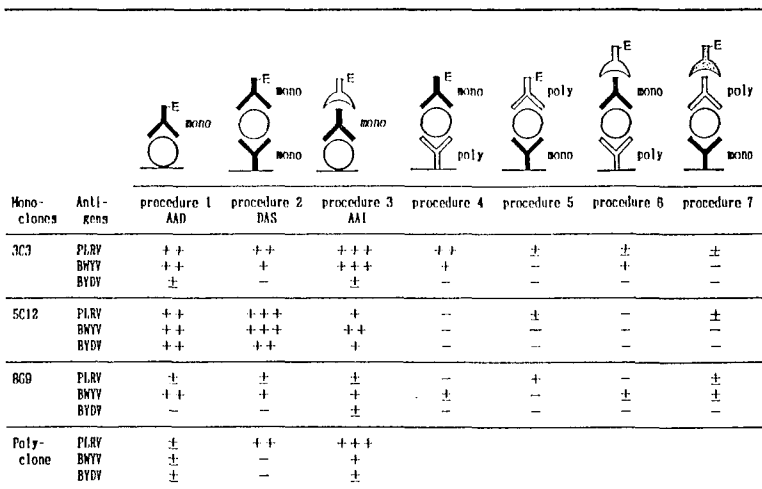 E
E mono
E
E mono
E poly
E mono
E poly
mono
mono
mono
poly
mono
poly
mono
Mono- Anti- procedure 1 procedure 2 procedure 3 procedure 4 procedure 5 procedure 6 procedure 7
clones gens AAD DAS AAI
3C3 PLRV ++ ++ +++ ++ ± ± ±
BWYV ++ + +++ + − + −
BYDV ± − ± − − − −
5C12 PLRV ++ +++ + − ± − ±
BWYV ++ +++ ++ − − − −
BYDV ++ ++ + − − − −
8G9 PLRV ± ± ± − + − ±
BWYV ++ + + ± − ± ±
BYDV − − ± − − − −
Poly- PLRV ± ++ +++
clone BWYV ± − +
BYDV ± − ±